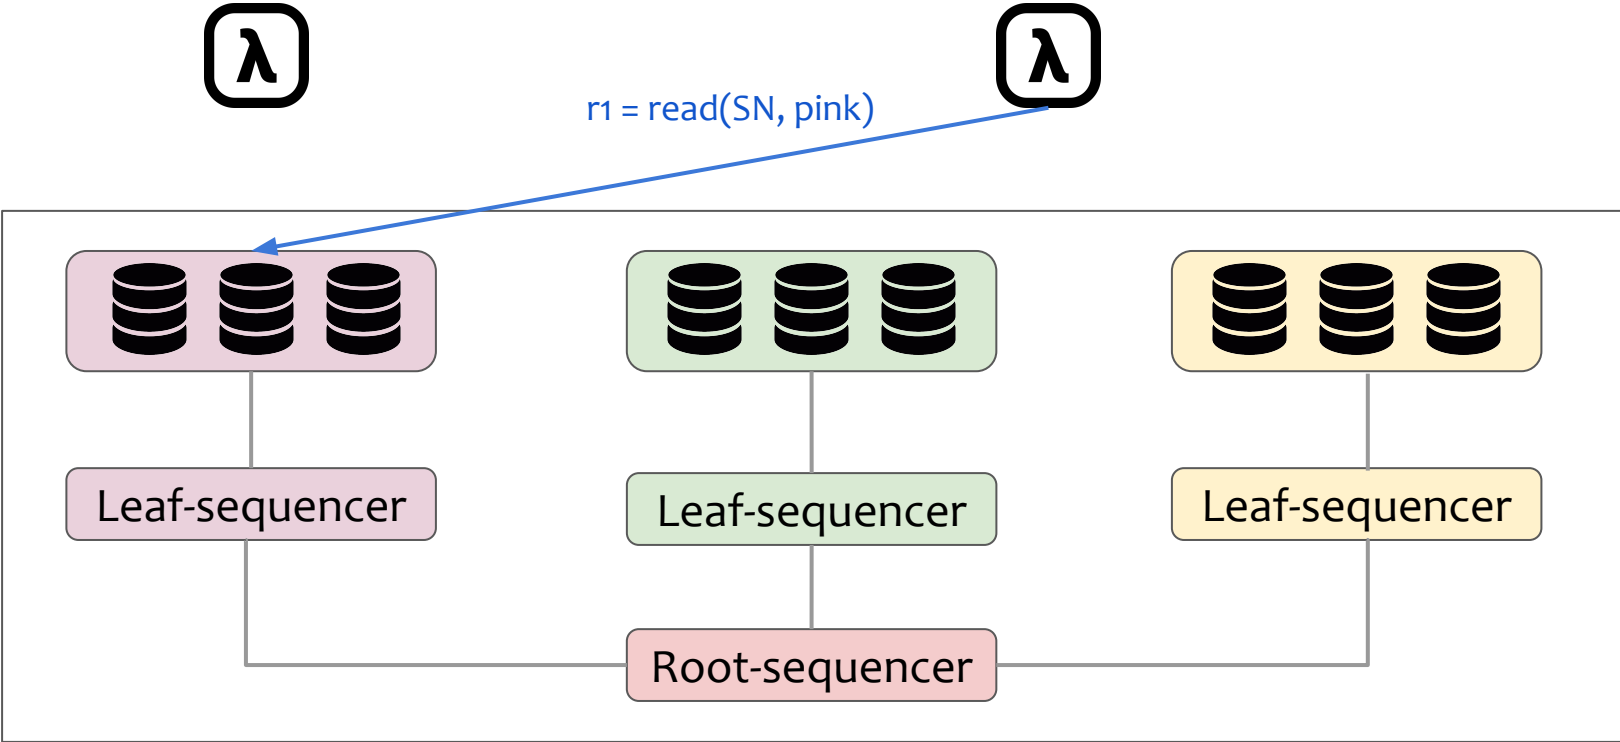 λ
λ
r1 = read(SN, pink)
Leaf-sequencer
Leaf-sequencer
Leaf-sequencer
Root-sequencer